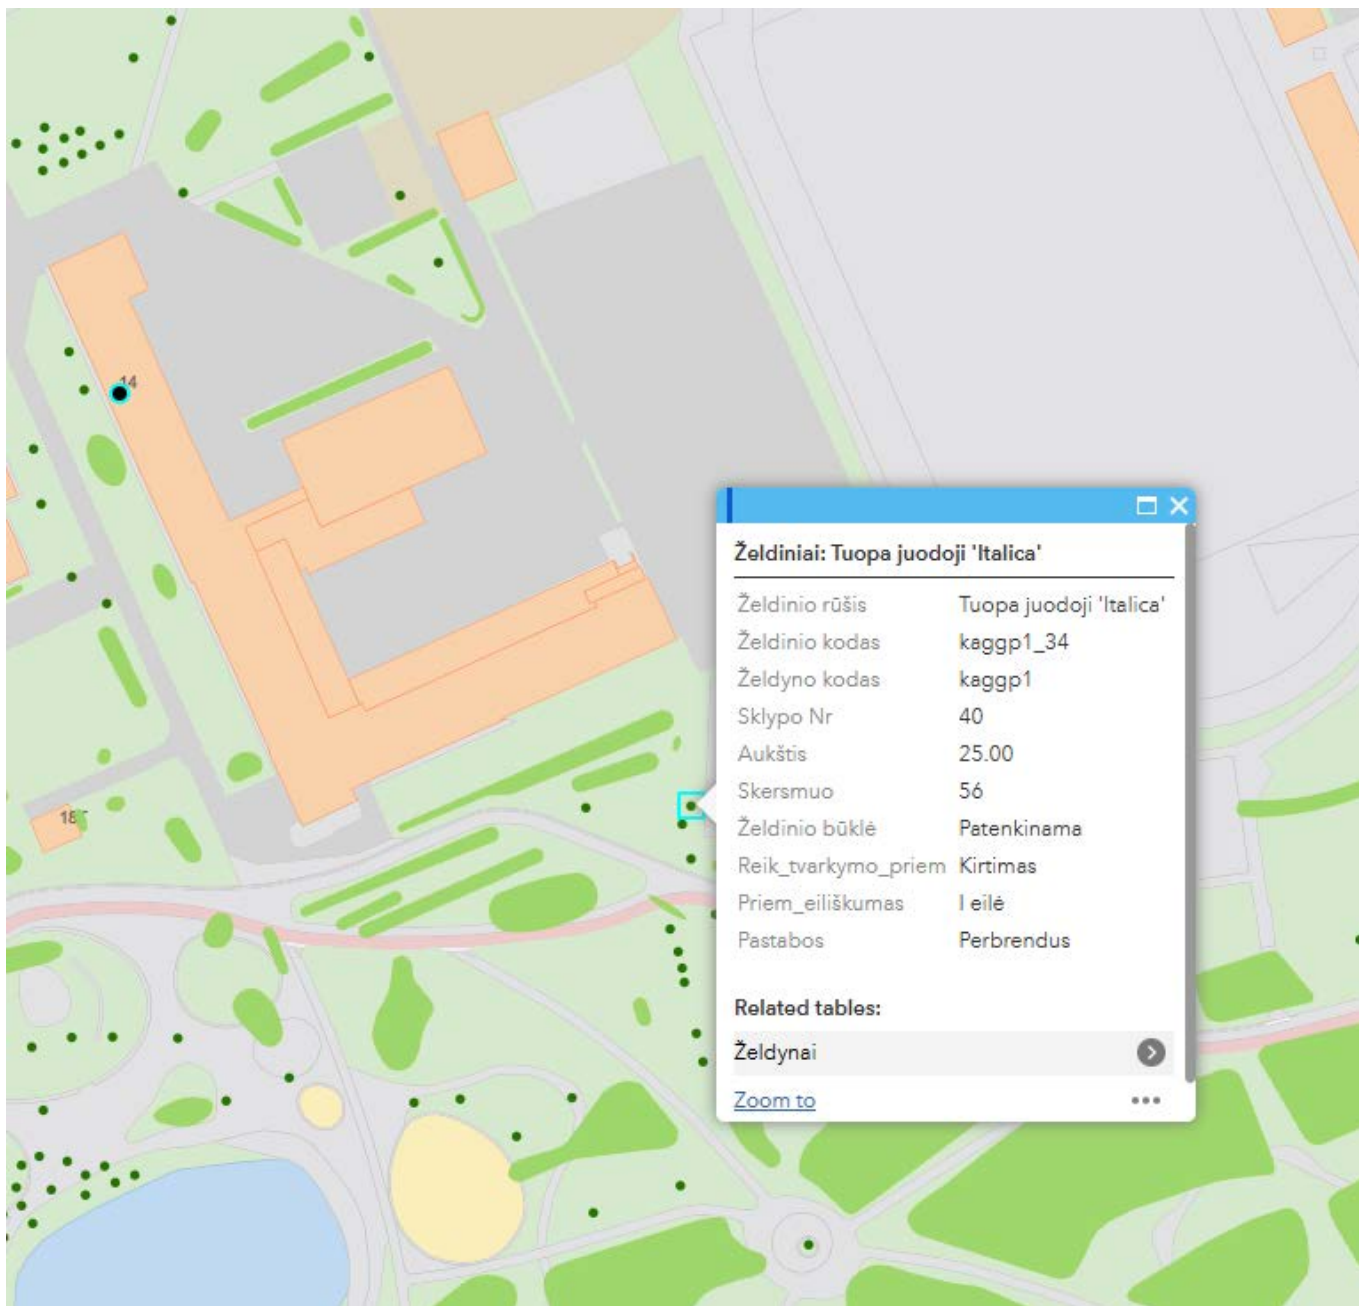 14
18
Želdiniai: Tuopa juodoji 'Italica'
Želdinio rūšis Tuopa juodoji 'Italica'
Želdinio kodas kaggp1_34
Želdyno kodas kaggp1
Sklypo Nr 40
Aukštis 25.00
Skersmuo 56
Želdinio būklė Patenkinama
Reik_tvarkymo_priem Kirtimas
Priem_eiliškumas I eilė
Pastabos Perbrendus
Related tables:
Želdynai
Zoom to